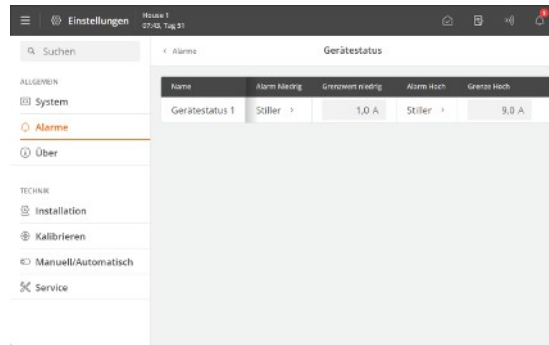 Einstellungen
House 1
07:43, Tag 51
Suchen
< Alarme
Gerätestatus
ALLGEMEIN
System
Alarme
Über
TECHNIK
Installation
Kalibrieren
Manuell/Automatisch
Service
Name Alarm Niedrig Grenzwert niedrig Alarm Hoch Grenze Hoch
Gerätestatus 1 Stiller > 1,0 A Stiller > 9,0 A